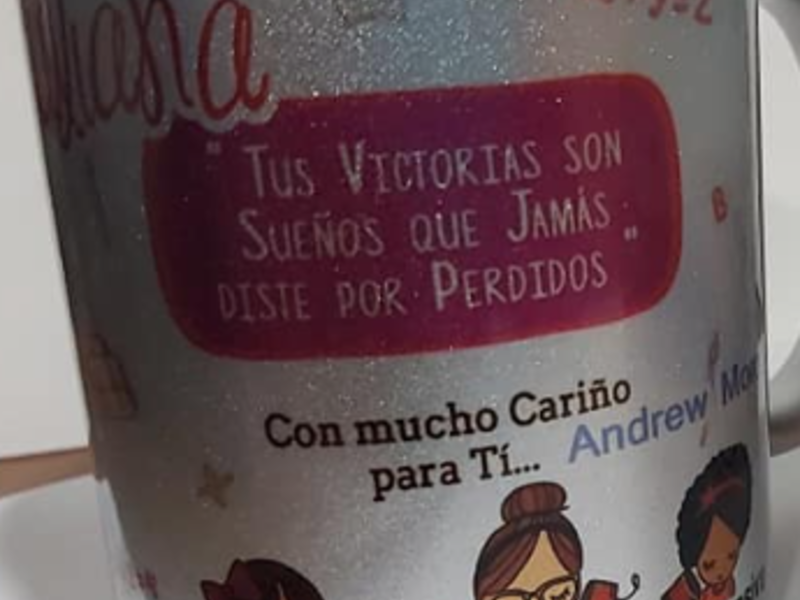 " Tus Victorias son
Sueños que Jamás
diste por Perdidos "
Con mucho Cariño
para Tí...
Andrew
B